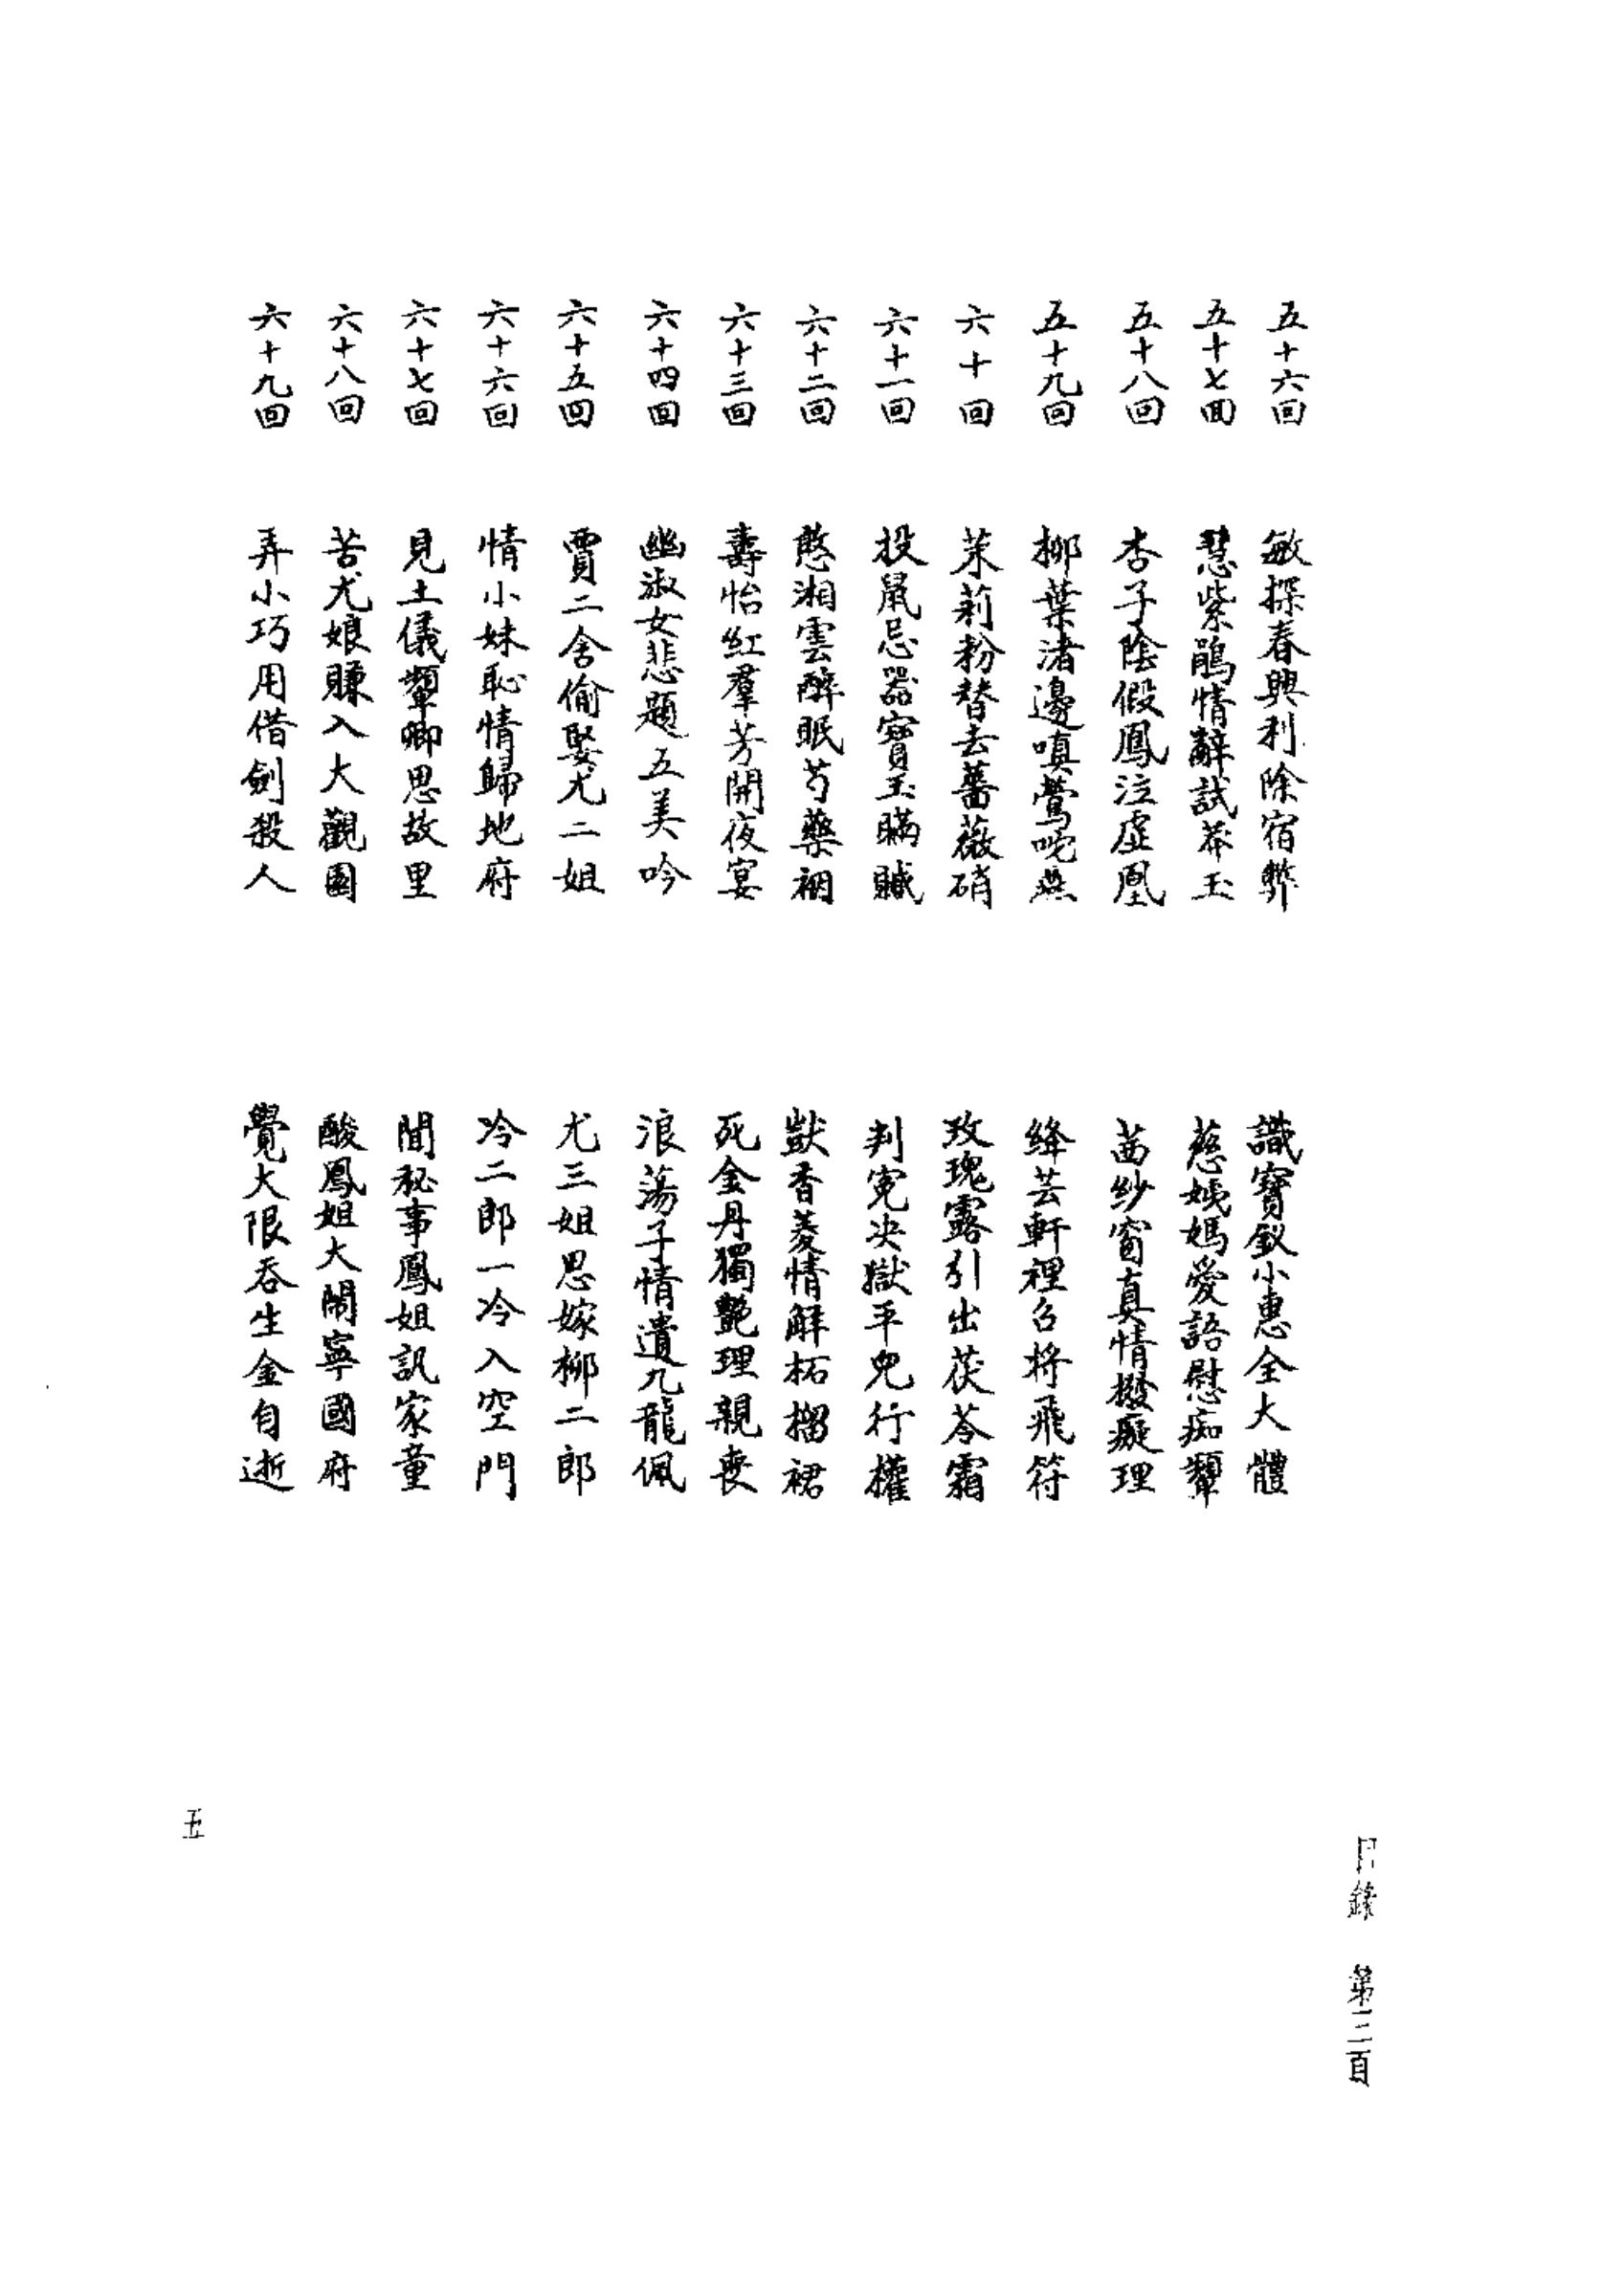 五十六回 敏探春興利除宿弊 識寶釵小惠全大體
五十七回 慧紫鵑情辭試莽玉 慈姨媽愛語慰痴顰
五十八回 杏子陰假鳳泣虛凰 茜紗窗真情揆癡理
五十九回 柳葉渚邊嗔鶯咤燕 絳芸軒裡召將飛符
六十回 茉莉粉替去薔薇硝 玫瑰露引出茯苓霜
六十一回 投鼠忌器寶玉瞞贓 判冤決獄平兒行權
六十二回 憨湘雲醉眠芍藥裀 獃香菱情解柘榴裙
六十三回 壽怡紅羣芳開夜宴 死金丹獨艷理親喪
六十四回 幽淑女悲題五美吟 浪蕩子情遺九龍佩
六十五回 賈二舍偷娶尤二姐 尤三姐思嫁柳二郎
六十六回 情小妹恥情歸地府 冷二郎一冷入空門
六十七回 見土儀顰卿思故里 聞秘事鳳姐訊家童
六十八回 苦尤娘賺入大觀園 酸鳳姐大鬧寧國府
六十九回 弄小巧用借劍殺人 覺大限吞生金自逝
目錄 第三頁
五